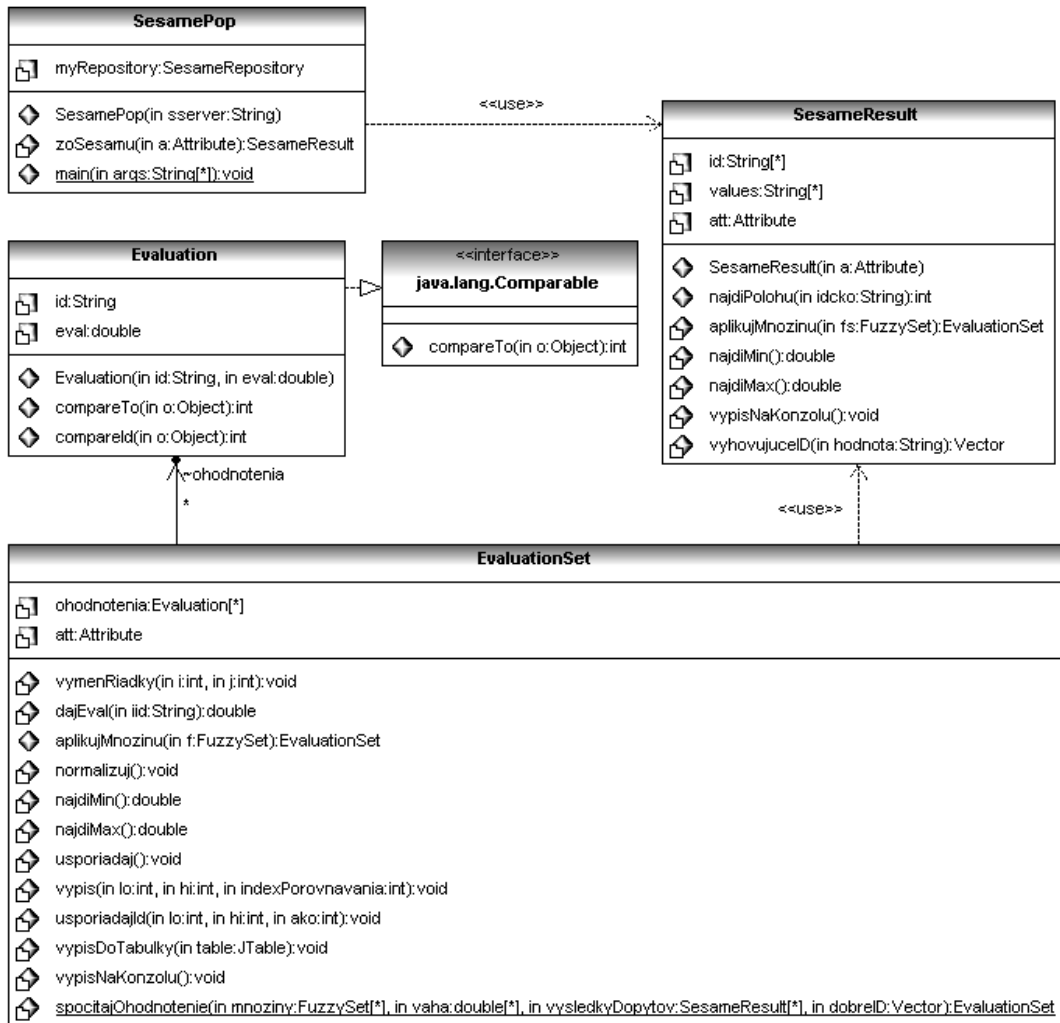 SesamePop
myRepository:SesameRepository
SesamePop(in sserver:String)
zoSesamu(in a:Attribute):SesameResult
main(in args:String[*]):void
<<use>>
SesameResult
id:String[*]
values:String[*]
att:Attribute
SesameResult(in a:Attribute)
najdiPolohu(in idcko:String):int
aplikujMnozinu(in fs:FuzzySet):EvaluationSet
najdiMin():double
najdiMax():double
vypisNaKonzolu():void
vyhovujuceID(in hodnota:String):Vector
Evaluation
id:String
eval:double
Evaluation(in id:String, in eval:double)
compareTo(in o:Object):int
compareId(in o:Object):int
<<interface>>
java.lang.Comparable
compareTo(in o:Object):int
~ohodnotenia
*
<<use>>
EvaluationSet
ohodnotenia:Evaluation[*]
att:Attribute
vymenRiadky(in i:int, in j:int):void
dajEval(in iid:String):double
aplikujMnozinu(in f:FuzzySet):EvaluationSet
normalizuj():void
najdiMin():double
najdiMax():double
usporiadaj():void
vypis(in lo:int, in hi:int, in indexPorovnavania:int):void
usporiadajId(in lo:int, in hi:int, in ako:int):void
vypisDoTabulky(in table:JTable):void
vypisNaKonzolu():void
spocitajOhodnotenie(in mnoziny:FuzzySet[*], in vaha:double[*], in vysledkyDopytov:SesameResult[*], in dobreID:Vector):EvaluationSet